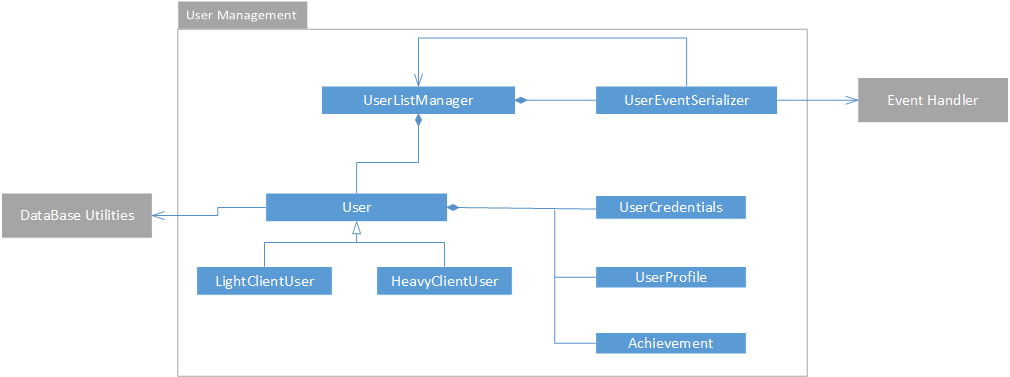 User Management
UserListManager
UserEventSerializer
Event Handler
DataBase Utilities
User
UserCredentials
LightClientUser
HeavyClientUser
UserProfile
Achievement